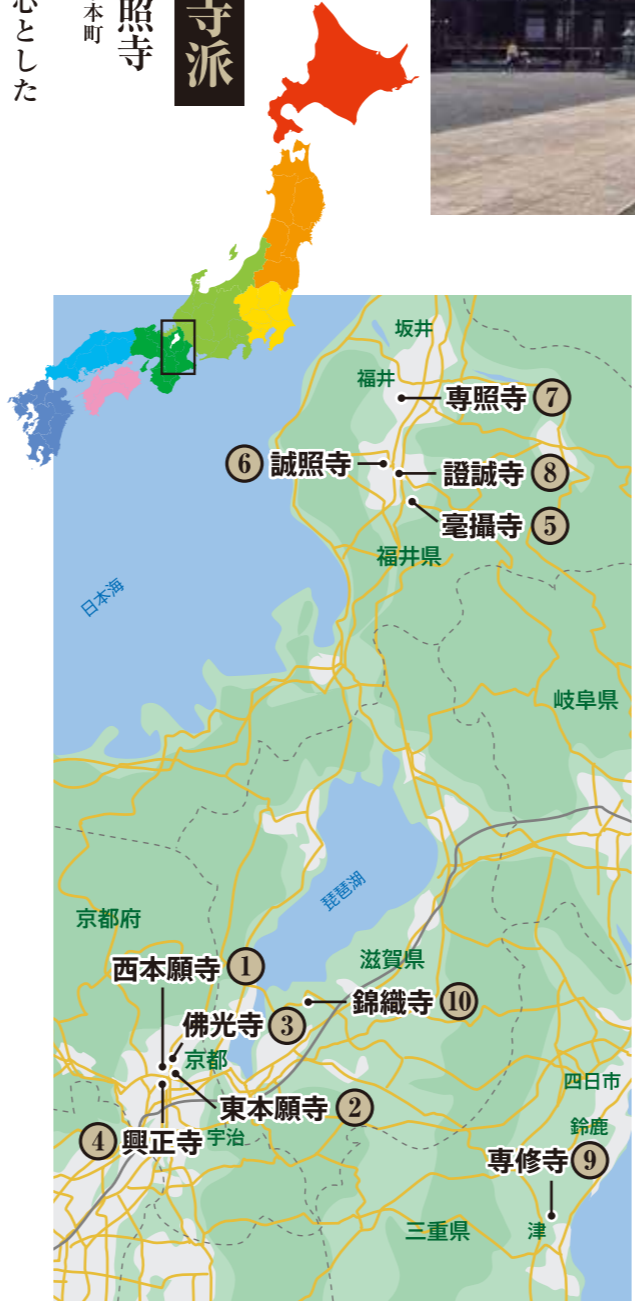 寺派
照寺
本町
心とした
坂井
福井
専照寺 ⑦
⑥ 誠照寺
證誠寺 ⑧
毫攝寺 ⑤
福井県
日本海
岐阜県
琵琶湖
京都府
滋賀県
西本願寺 ①
錦織寺 ⑩
佛光寺 ③
京都
四日市
東本願寺 ②
鈴鹿
④ 興正寺
宇治
専修寺 ⑨
三重県
津